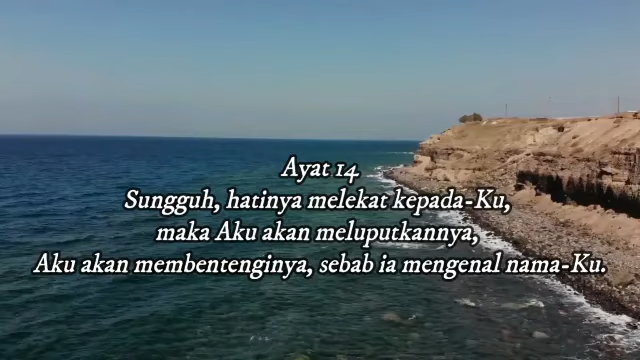 Ayat 14
Sungguh, hatinya melekat kepada-Ku,
maka Aku akan meluputkannya,
Aku akan membentenginya, sebab ia mengenal nama-Ku.